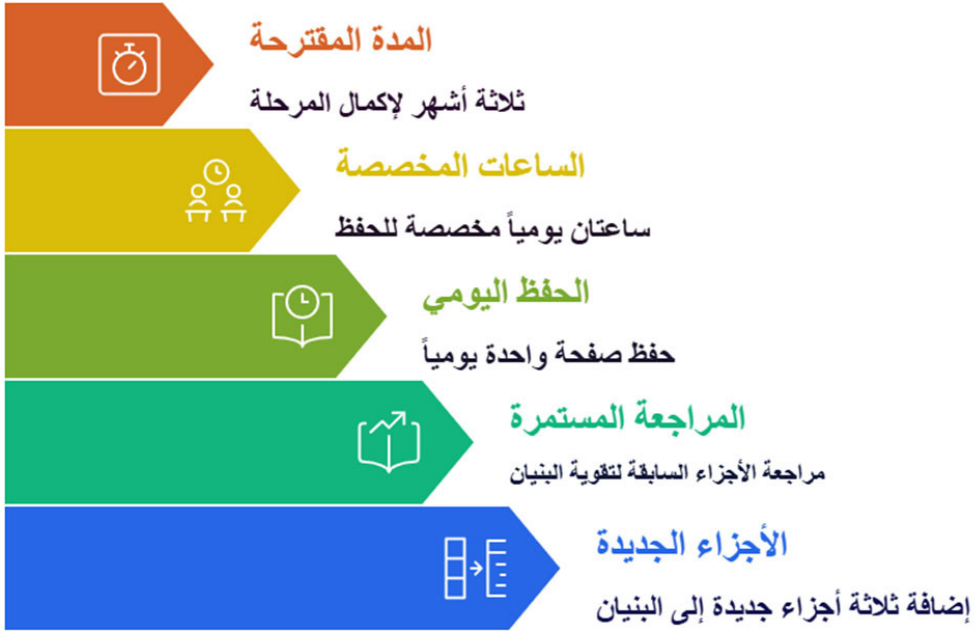 المدة المقترحة
ثلاثة أشهر لإكمال المرحلة
الساعات المخصصة
ساعتان يومياً مخصصة للحفظ
الحفظ اليومي
حفظ صفحة واحدة يومياً
المراجعة المستمرة
مراجعة الأجزاء السابقة لتقوية البنيان
الأجزاء الجديدة
إضافة ثلاثة أجزاء جديدة إلى البنيان